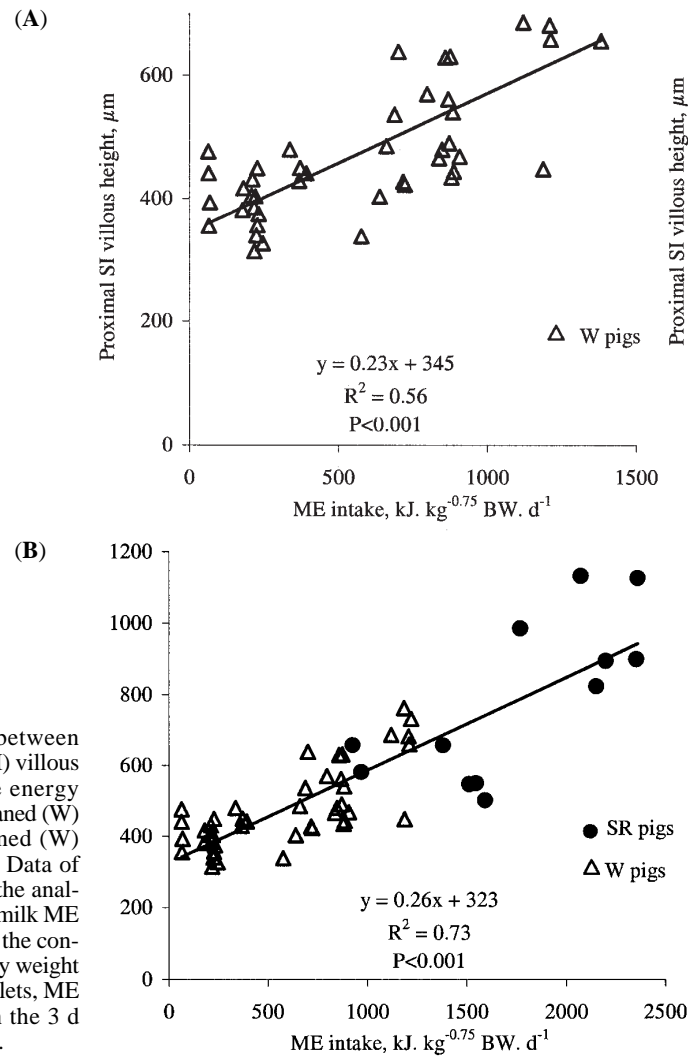 (A)
Proximal SI villous height, μm
600
400
200
0
0 500 1000 1500
ME intake, kJ. kg-0.75 BW. d-1
W pigs
y = 0.23x + 345
R2 = 0.56
P<0.001
Proximal SI villous height, μm
(B)
1200
1000
800
600
400
200
0
0 500 1000 1500 2000 2500
ME intake, kJ. kg-0.75 BW. d-1
SR pigs
W pigs
y = 0.26x + 323
R2 = 0.73
P<0.001
between
I) villous
energy
aned (W)
ned (W)
Data of
the anal-
milk ME
the con-
y weight
lets, ME
the 3 d